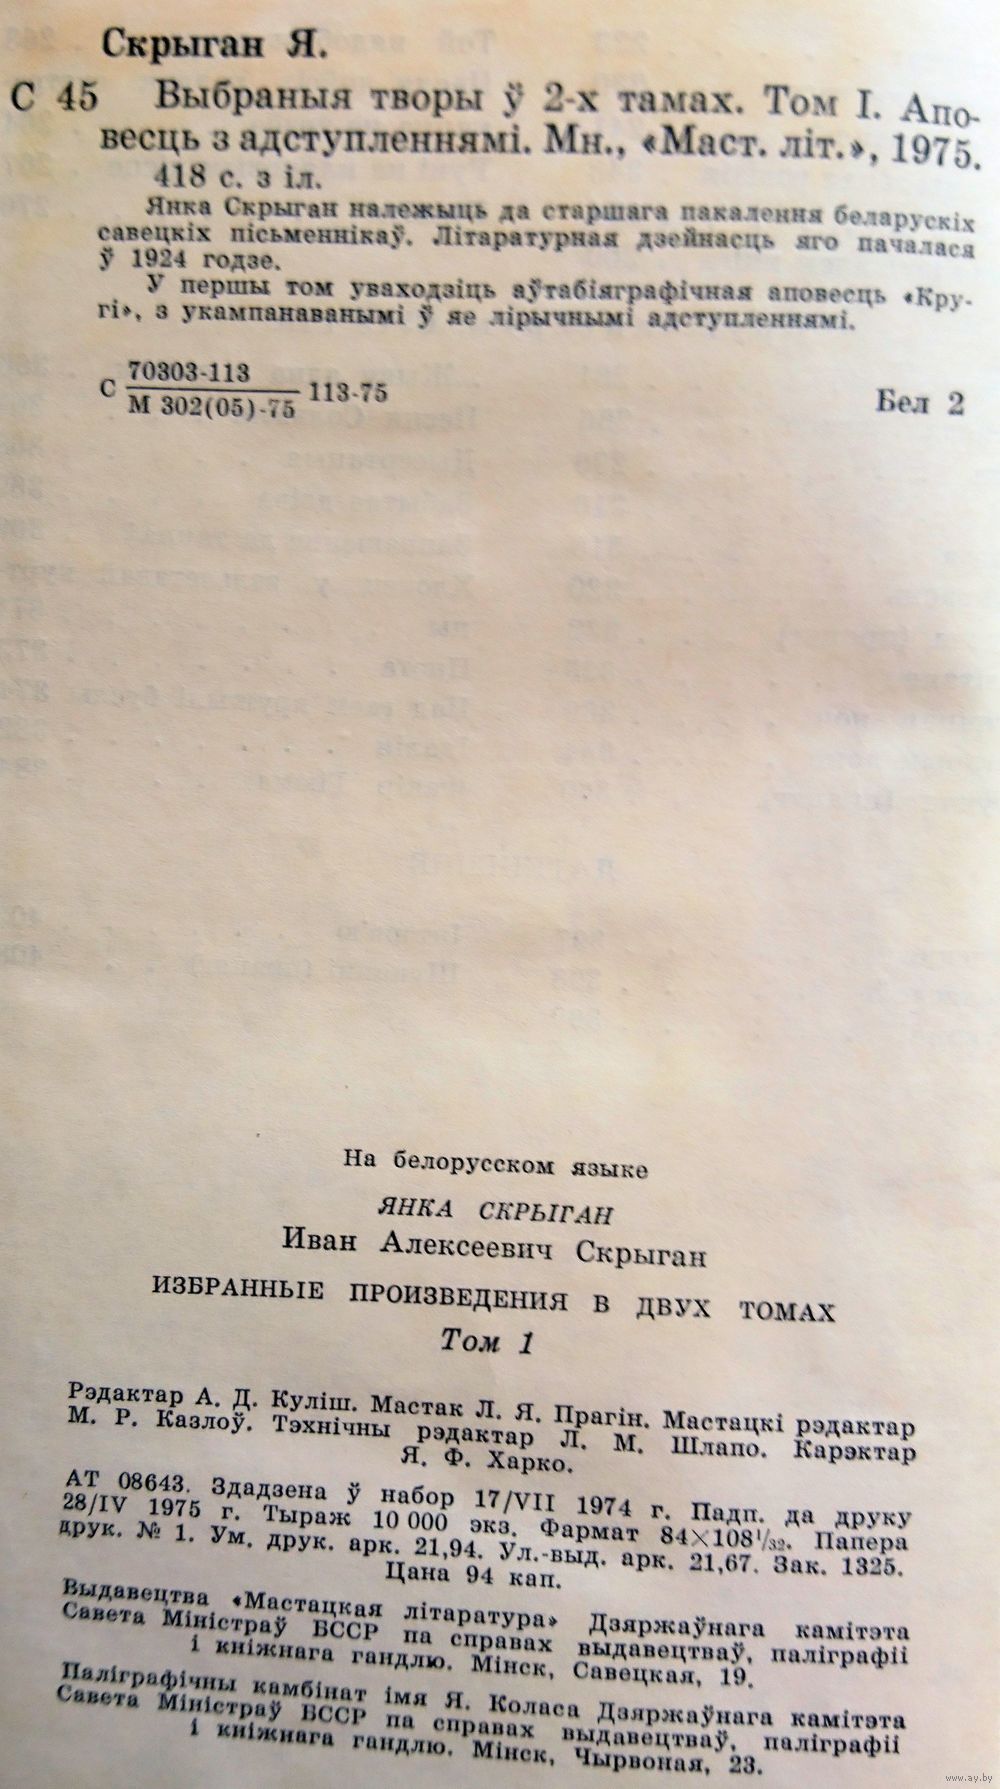 Скрыган Я.
С 45 Выбраныя творы ў 2-х тамах. Том І. Апо-
весць з адступленнямі. Мн., «Маст. літ.», 1975.
418 с. з іл.
Янка Скрыган належыць да старшага пакалення беларускіх
савецкіх пісьменнікаў. Літаратурная дзейнасць яго пачалася
ў 1924 годзе.
У першы том уваходзіць аўтабіяграфічная аповесць «Кру-
гі», з укампанаванымі ў яе лірычнымі адступленнямі.
С 70303-113
М 302(05)-75 113-75
Бел 2
На белорусском языке
ЯНКА СКРЫГАН
Иван Алексеевич Скрыган
ИЗБРАННЫЕ ПРОИЗВЕДЕНИЯ В ДВУХ ТОМАХ
Том 1
Рэдактар А. Д. Куліш. Мастак Л. Я. Прагін. Мастацкі рэдактар
М. Р. Казлоў. Тэхнічны рэдактар Л. М. Шлапо. Карэктар
Я. Ф. Харко.
АТ 08643. Здадзена ў набор 17/VII 1974 г. Падп. да друку
28/IV 1975 г. Тыраж 10 000 экз. Фармат 84×108 1/32. Папера
друк. № 1. Ум. друк. арк. 21,94. Ул.-выд. арк. 21,67. Зак. 1325.
Цана 94 кап.
Выдавецтва «Мастацкая літаратура» Дзяржаўнага камітэта
Савета Міністраў БССР па справах выдавецтваў, паліграфіі
і кніжнага гандлю. Мінск, Савецкая, 19.
Паліграфічны камбінат імя Я. Коласа Дзяржаўнага камітэта
Савета Міністраў БССР па справах выдавецтваў, паліграфіі
і кніжнага гандлю. Мінск, Чырвоная, 23.
www.ay.by